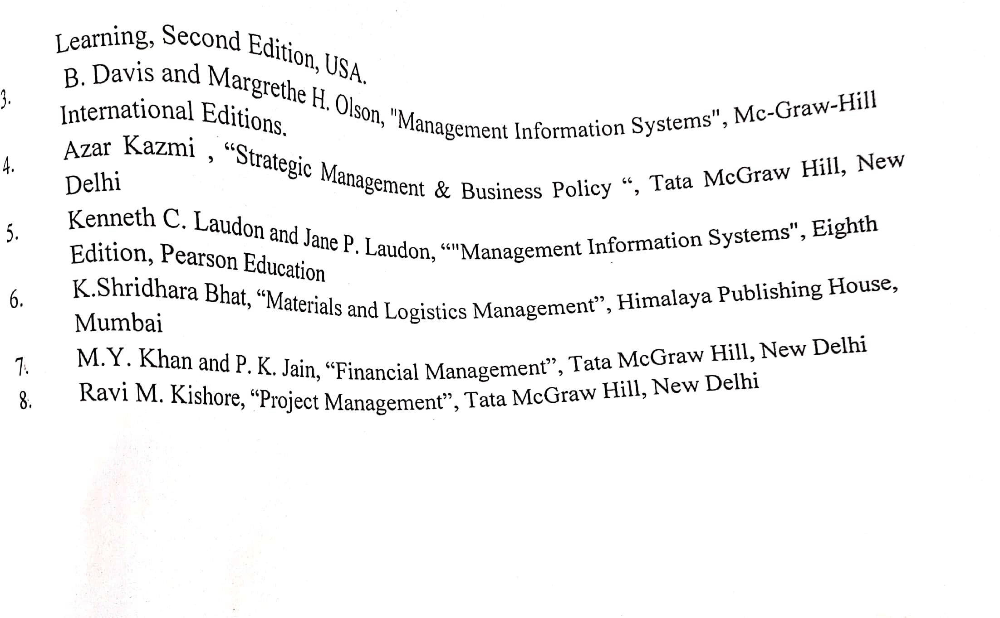 Learning, Second Edition, USA.
3. B. Davis and Margrethe H. Olson, "Management Information Systems", Mc-Graw-Hill
International Editions.
4. Azar Kazmi , “Strategic Management & Business Policy “, Tata McGraw Hill, New
Delhi
5. Kenneth C. Laudon and Jane P. Laudon, “"Management Information Systems", Eighth
Edition, Pearson Education
6. K.Shridhara Bhat, “Materials and Logistics Management”, Himalaya Publishing House,
Mumbai
7. M.Y. Khan and P. K. Jain, “Financial Management”, Tata McGraw Hill, New Delhi
8. Ravi M. Kishore, “Project Management”, Tata McGraw Hill, New Delhi